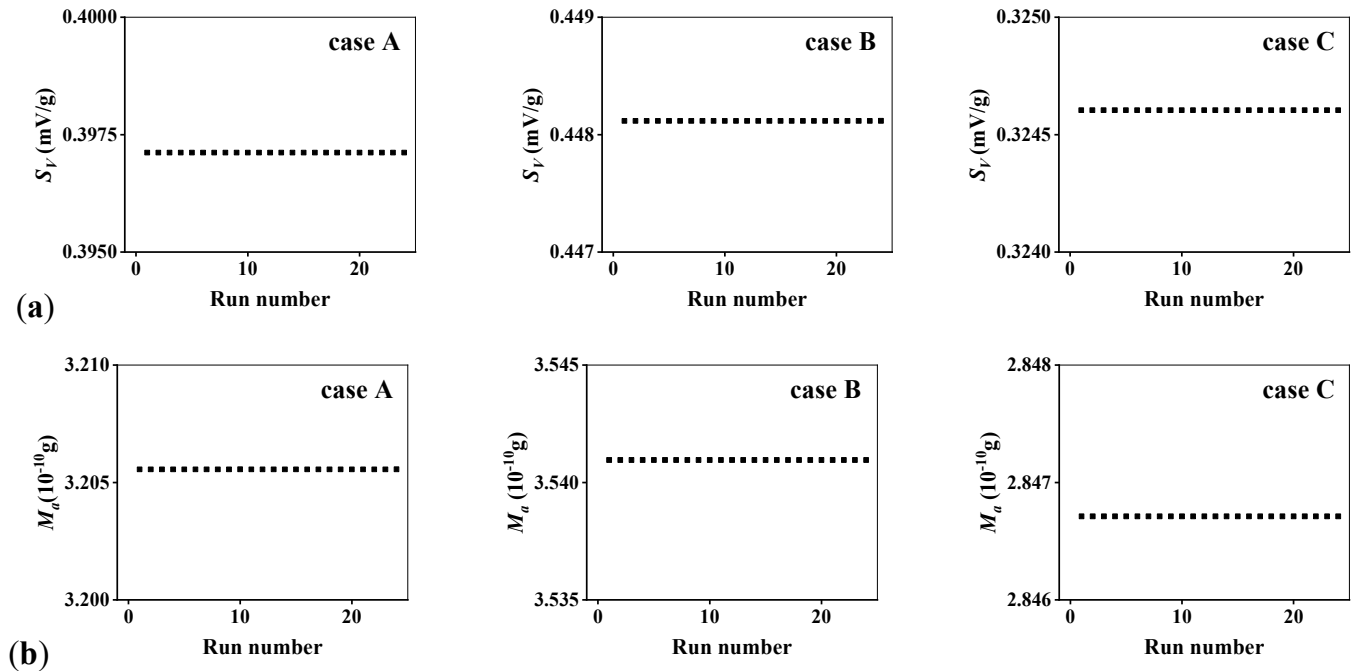 0.4000
case A
0.3975
0.3950
S_V (mV/g)
0 10 20
Run number
0.449
case B
0.448
0.447
S_V (mV/g)
0 10 20
Run number
0.3250
case C
0.3245
0.3240
S_V (mV/g)
0 10 20
Run number
(a)
3.210
case A
3.205
3.200
M_a(10^-10g)
0 10 20
Run number
3.545
case B
3.540
3.535
M_a (10^-10g)
0 10 20
Run number
2.848
case C
2.847
2.846
M_a (10^-10g)
0 10 20
Run number
(b)